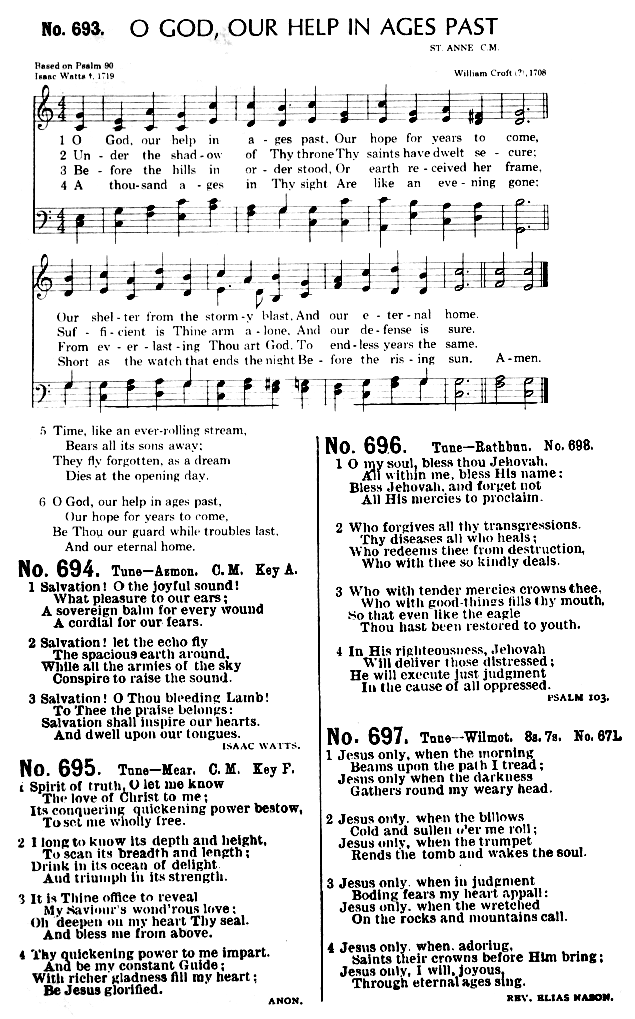 No. 693. O GOD, OUR HELP IN AGES PAST
ST. ANNE C.M.
Based on Psalm 90
Isaac Watts †, 1719
William Croft (?), 1708
1 O God, our help in a - ges past, Our hope for years to come,
2 Un - der the shad - ow of Thy throne Thy saints have dwelt se - cure;
3 Be - fore the hills in or - der stood, Or earth re - ceived her frame,
4 A thou-sand a - ges in Thy sight Are like an eve - ning gone;
Our shel - ter from the storm - y blast, And our e - ter - nal home.
Suf - fi - cient is Thine arm a - lone, And our de - fense is sure.
From ev - er - last - ing Thou art God, To end - less years the same.
Short as the watch that ends the night Be - fore the ris - ing sun. A-men.
5 Time, like an ever-rolling stream,
Bears all its sons away;
They fly forgotten, as a dream
Dies at the opening day.
6 O God, our help in ages past,
Our hope for years to come,
Be Thou our guard while troubles last,
And our eternal home.
No. 694. Tune—Azmon. C. M. Key A.
1 Salvation! O the joyful sound!
What pleasure to our ears;
A sovereign balm for every wound
A cordial for our fears.
2 Salvation! let the echo fly
The spacious earth around,
While all the armies of the sky
Conspire to raise the sound.
3 Salvation! O Thou bleeding Lamb!
To Thee the praise belongs:
Salvation shall inspire our hearts.
And dwell upon our tongues.
ISAAC WATTS.
No. 695. Tune—Mear. C. M. Key F.
1 Spirit of truth, O let me know
The love of Christ to me;
Its conquering quickening power bestow,
To set me wholly free.
2 I long to know its depth and height,
To scan its breadth and length;
Drink in its ocean of delight
And triumph in its strength.
3 It is Thine office to reveal
My Saviour's wond'rous love;
Oh deepen on my heart Thy seal.
And bless me from above.
4 Thy quickening power to me impart.
And be my constant Guide;
With richer gladness fill my heart;
Be Jesus glorified.
ANON.
No. 696. Tune—Rathbun. No. 698.
1 O my soul, bless thou Jehovah,
All within me, bless His name;
Bless Jehovah, and forget not
All His mercies to proclaim.
2 Who forgives all thy transgressions.
Thy diseases all who heals;
Who redeems thee from destruction,
Who with thee so kindly deals.
3 Who with tender mercies crowns thee,
Who with good-things fills thy mouth,
So that even like the eagle
Thou hast been restored to youth.
4 In His righteousness, Jehovah
Will deliver those distressed;
He will execute just judgment
In the cause of all oppressed.
PSALM 103.
No. 697. Tune—Wilmot. 8s. 7s. No. 671.
1 Jesus only, when the morning
Beams upon the path I tread;
Jesus only when the darkness
Gathers round my weary head.
2 Jesus only. when the billows
Cold and sullen o'er me roll;
Jesus only, when the trumpet
Rends the tomb and wakes the soul.
3 Jesus only. when in judgment
Boding fears my heart appall:
Jesus only. when the wretched
On the rocks and mountains call.
4 Jesus only. when. adoring,
Saints their crowns before Him bring;
Jesus only, I will, joyous,
Through eternal ages sing.
REV. ELIAS NASON.